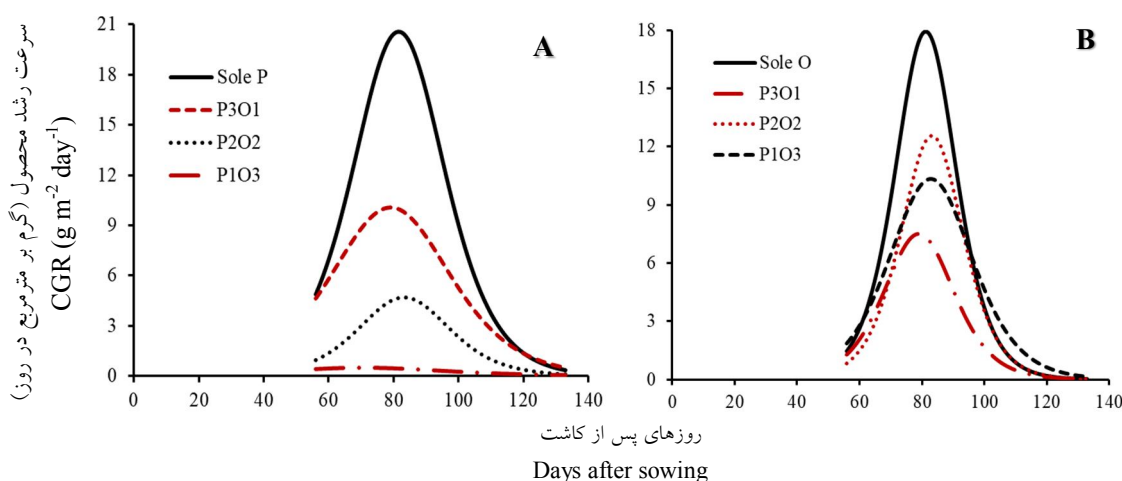 سرعت رشد محصول (گرم بر مترمربع در روز)
CGR (g m⁻² day⁻¹)
A
21
18
15
12
9
6
3
0
Sole P
P3O1
P2O2
P1O3
0 20 40 60 80 100 120 140
B
18
15
12
9
6
3
0
Sole O
P3O1
P2O2
P1O3
0 20 40 60 80 100 120 140
روزهای پس از کاشت
Days after sowing